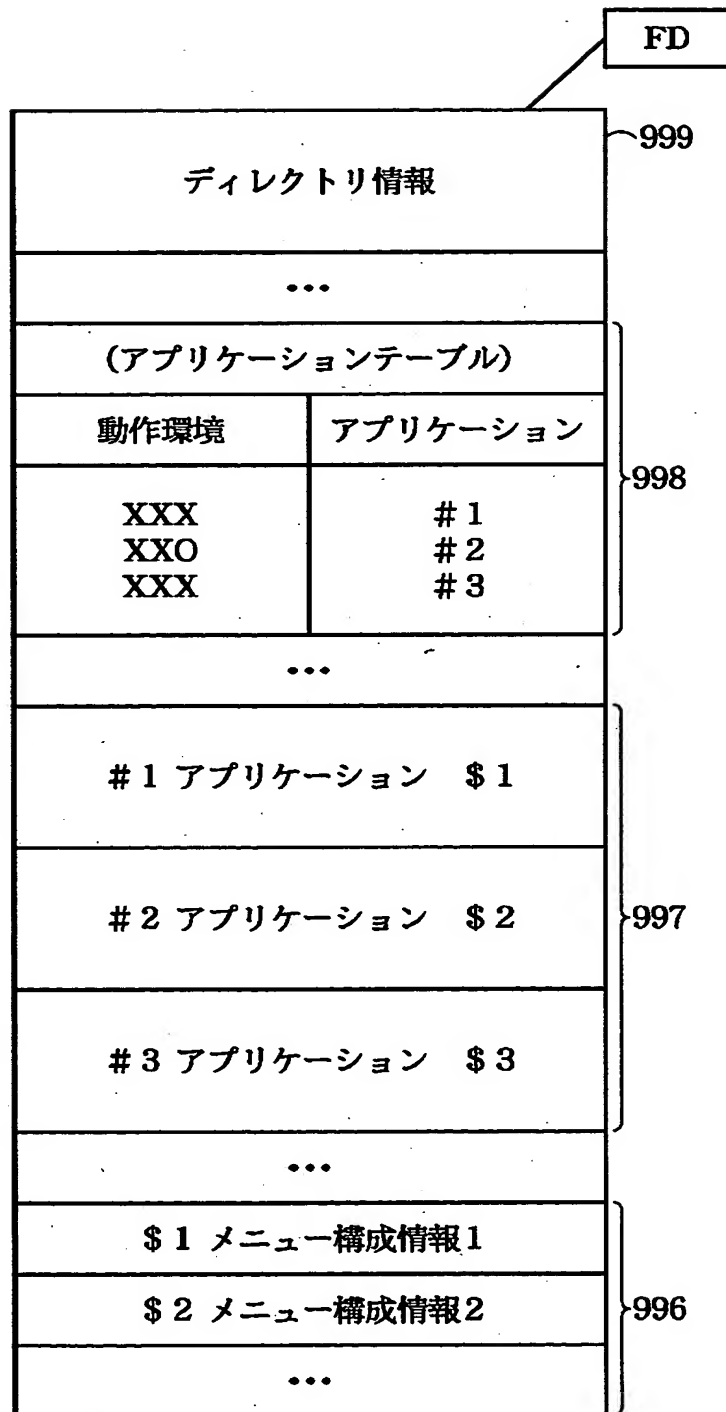 FD
999
ディレクトリ情報
•••
(アプリケーションテーブル)
動作環境 アプリケーション
998
XXX #1
XXO #2
XXX #3
•••
#1 アプリケーション $1
#2 アプリケーション $2
997
#3 アプリケーション $3
•••
$1 メニュー構成情報1
$2 メニュー構成情報2
996
•••